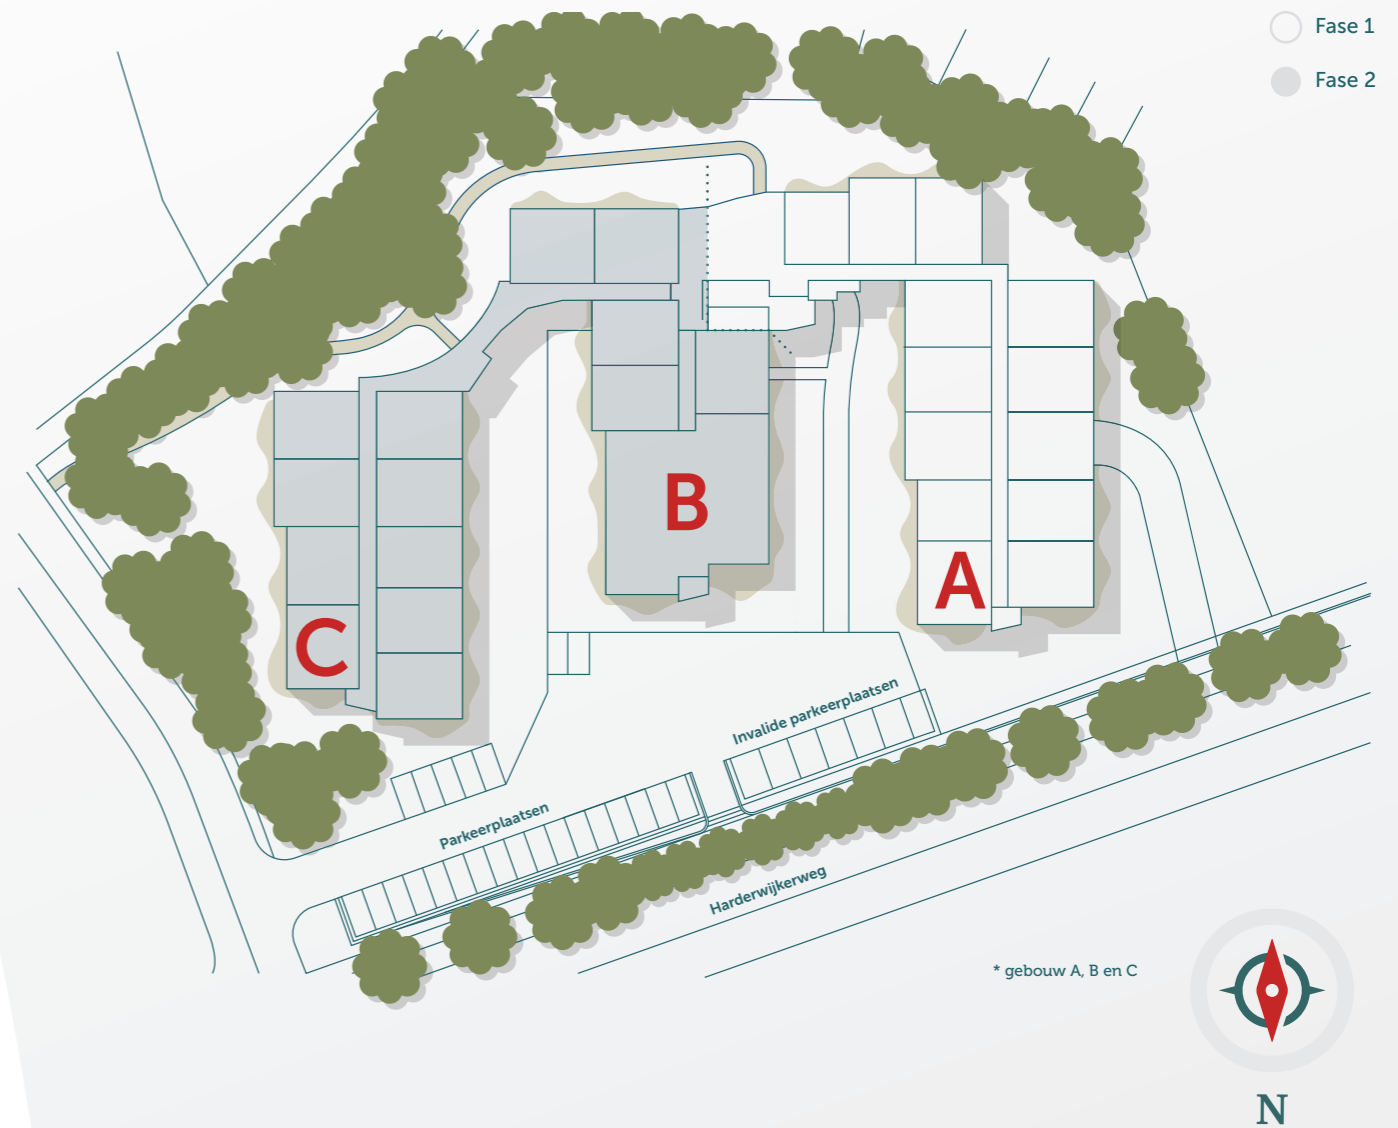 Fase 1
Fase 2
B
A
C
Invalide parkeerplaatsen
Parkeerplaatsen
Harderwijkerweg
* gebouw A, B en C
N